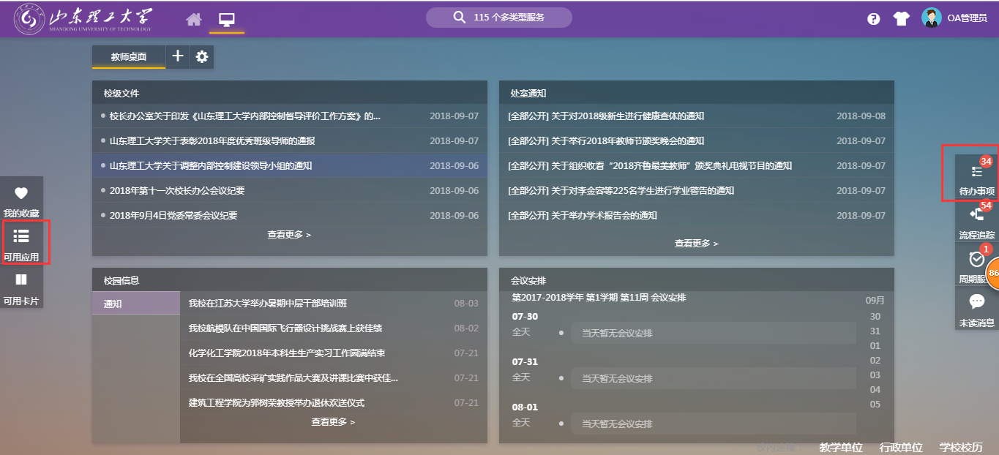 山东理工大学
SHANDONG UNIVERSITY OF TECHNOLOGY
115 个多类型服务
OA管理员
教师桌面
校级文件
校长办公室关于印发《山东理工大学内部控制督导评价工作方案》的... 2018-09-07
山东理工大学关于表彰2018年度优秀班级导师的通报 2018-09-07
山东理工大学关于调整内部控制建设领导小组的通知 2018-09-06
2018年第十一次校长办公会议纪要 2018-09-06
2018年9月4日党委常委会议纪要 2018-09-06
查看更多 >
处室通知
[全部公开] 关于对2018级新生进行健康查体的通知 2018-09-08
[全部公开] 关于举行2018年教师节颁奖晚会的通知 2018-09-07
[全部公开] 关于组织收看“2018齐鲁最美教师”颁奖典礼电视节目的通知 2018-09-07
[全部公开] 关于对李金容等225名学生进行学业警告的通知 2018-09-07
[全部公开] 关于举办学术报告会的通知 2018-09-07
查看更多 >
我的收藏
可用应用
可用卡片
34
待办事项
54
流程追踪
1
周期服
86
未读消息
校园信息
通知
我校在江苏大学举办暑期中层干部培训班 08-03
我校航模队在中国国际飞行器设计挑战赛上获佳绩 08-02
化学化工学院2018年本科生生产实习工作圆满结束 07-21
我校在全国高校采矿实践作品大赛及讲课比赛中获佳... 07-21
建筑工程学院为郭树荣教授举办退休欢送仪式 07-21
查看更多 >
会议安排
第2017-2018学年 第1学期 第11周 会议安排
07-30
全天 当天暂无会议安排
07-31
全天 当天暂无会议安排
08-01
全天 当天暂无会议安排
09月
30
31
01
02
03
04
05
教学单位 行政单位 学校校历